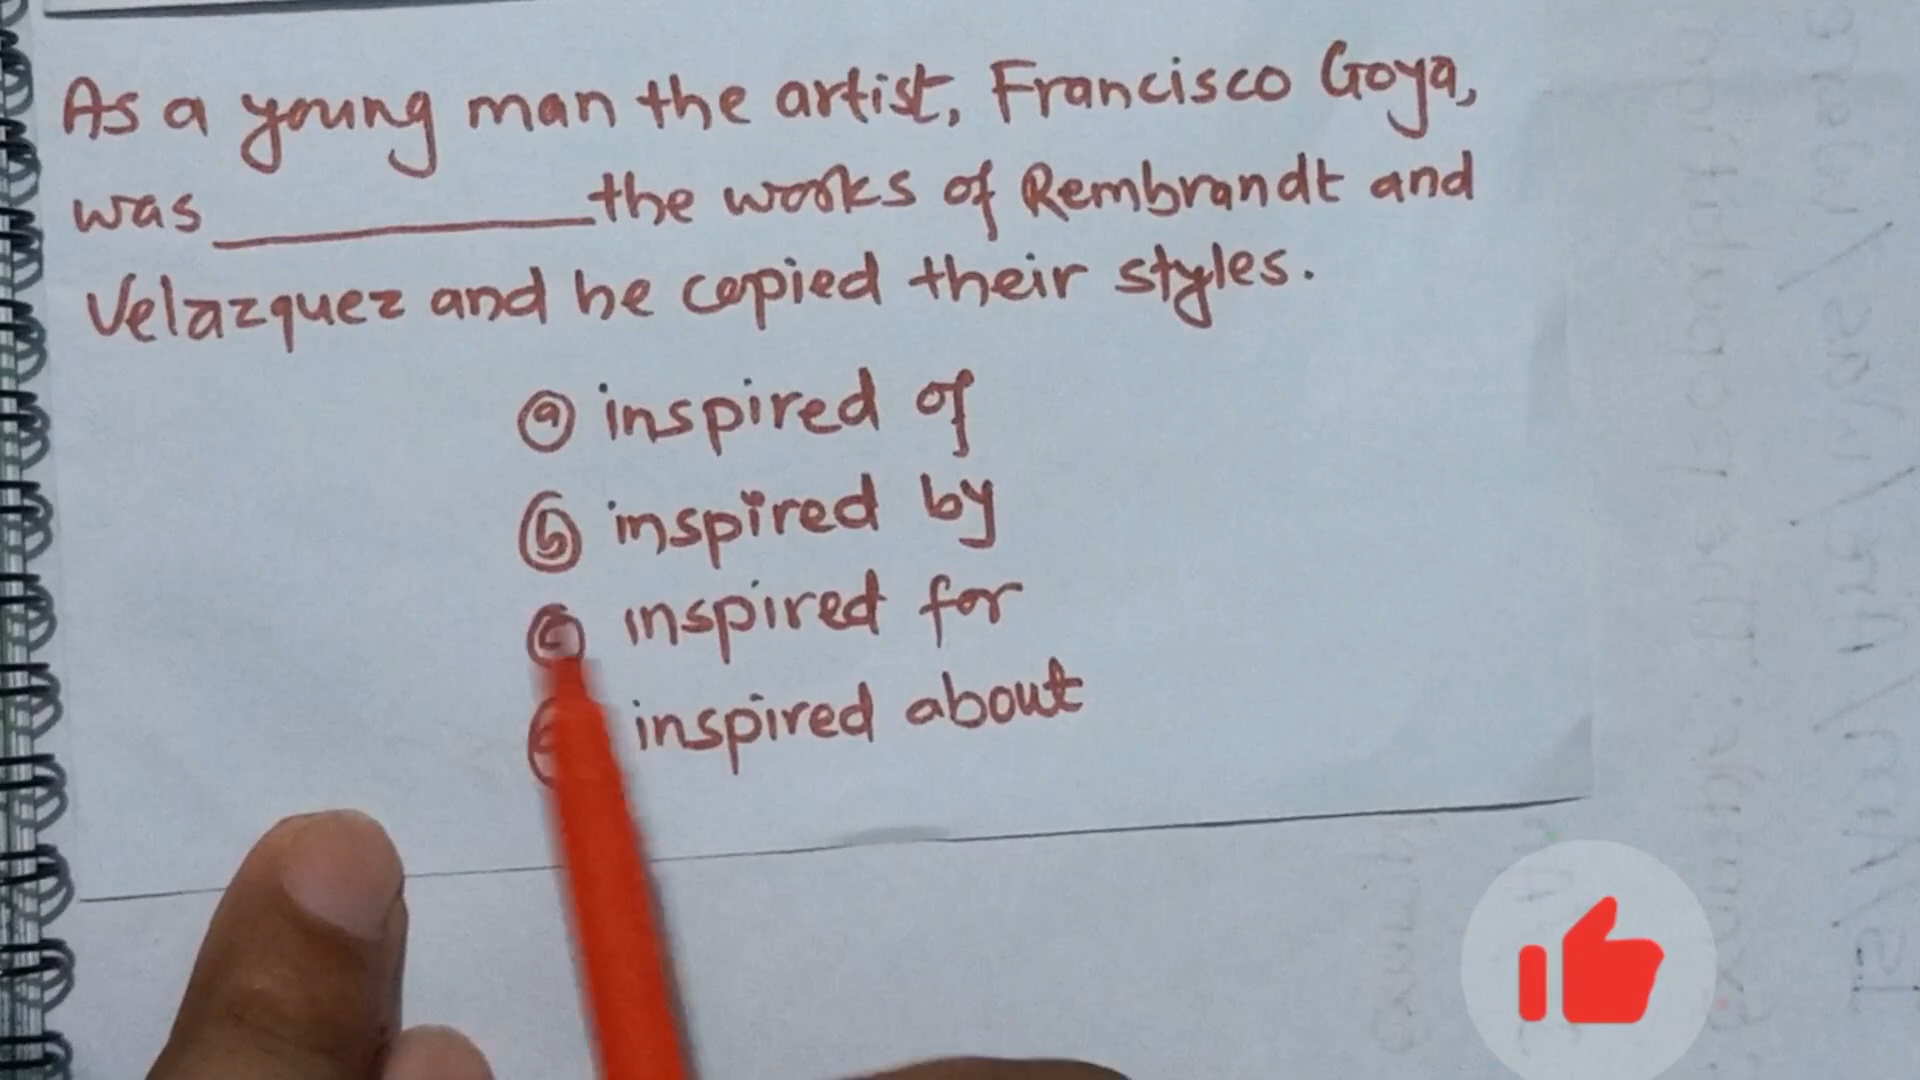 As a young man the artist, Francisco Goya,
was __________ the works of Rembrandt and
Velazquez and he copied their styles.
ⓐ inspired of
ⓑ inspired by
ⓒ inspired for
inspired about